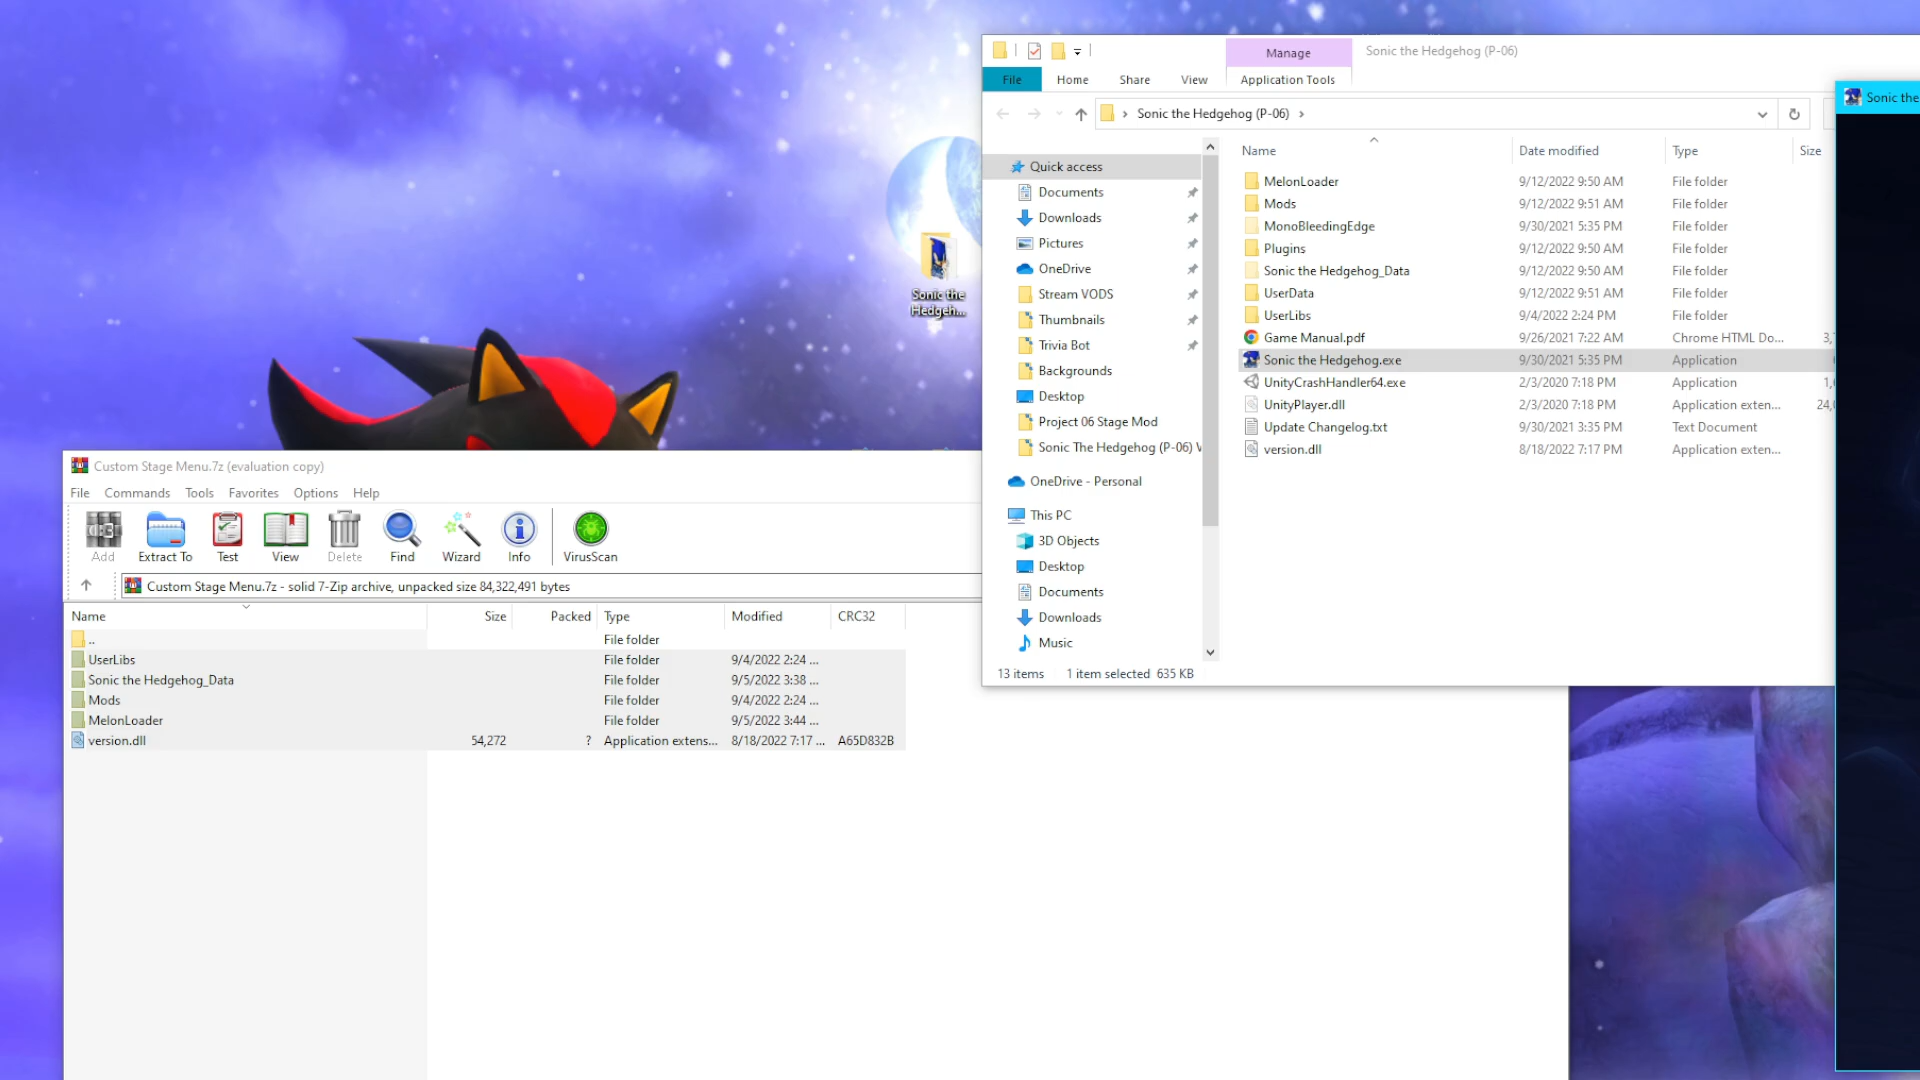 Manage
Sonic the Hedgehog (P-06)
File
Home
Share
View
Application Tools
Sonic the Hedgehog (P-06)
Sonic the
Name
Date modified
Type
Size
Quick access
Documents
Downloads
Pictures
OneDrive
Stream VODS
Thumbnails
Trivia Bot
Backgrounds
Desktop
Project 06 Stage Mod
Sonic The Hedgehog (P-06) V
OneDrive - Personal
This PC
3D Objects
Desktop
Documents
Downloads
Music
MelonLoader 9/12/2022 9:50 AM File folder
Mods 9/12/2022 9:51 AM File folder
MonoBleedingEdge 9/30/2021 5:35 PM File folder
Plugins 9/12/2022 9:50 AM File folder
Sonic the Hedgehog_Data 9/12/2022 9:50 AM File folder
UserData 9/12/2022 9:51 AM File folder
UserLibs 9/4/2022 2:24 PM File folder
Game Manual.pdf 9/26/2021 7:22 AM Chrome HTML Do... 3,
Sonic the Hedgehog.exe 9/30/2021 5:35 PM Application
UnityCrashHandler64.exe 2/3/2020 7:18 PM Application 1,
UnityPlayer.dll 2/3/2020 7:18 PM Application exten... 24,
Update Changelog.txt 9/30/2021 3:35 PM Text Document
version.dll 8/18/2022 7:17 PM Application exten...
13 items
1 item selected 635 KB
Sonic the
Hedgeh...
Custom Stage Menu.7z (evaluation copy)
File
Commands
Tools
Favorites
Options
Help
Add
Extract To
Test
View
Delete
Find
Wizard
Info
VirusScan
Custom Stage Menu.7z - solid 7-Zip archive, unpacked size 84,322,491 bytes
Name Size Packed Type Modified CRC32
.. File folder
UserLibs File folder 9/4/2022 2:24 ...
Sonic the Hedgehog_Data File folder 9/5/2022 3:38 ...
Mods File folder 9/4/2022 2:24 ...
MelonLoader File folder 9/5/2022 3:44 ...
version.dll 54,272 ? Application extens... 8/18/2022 7:17 ... A65D832B